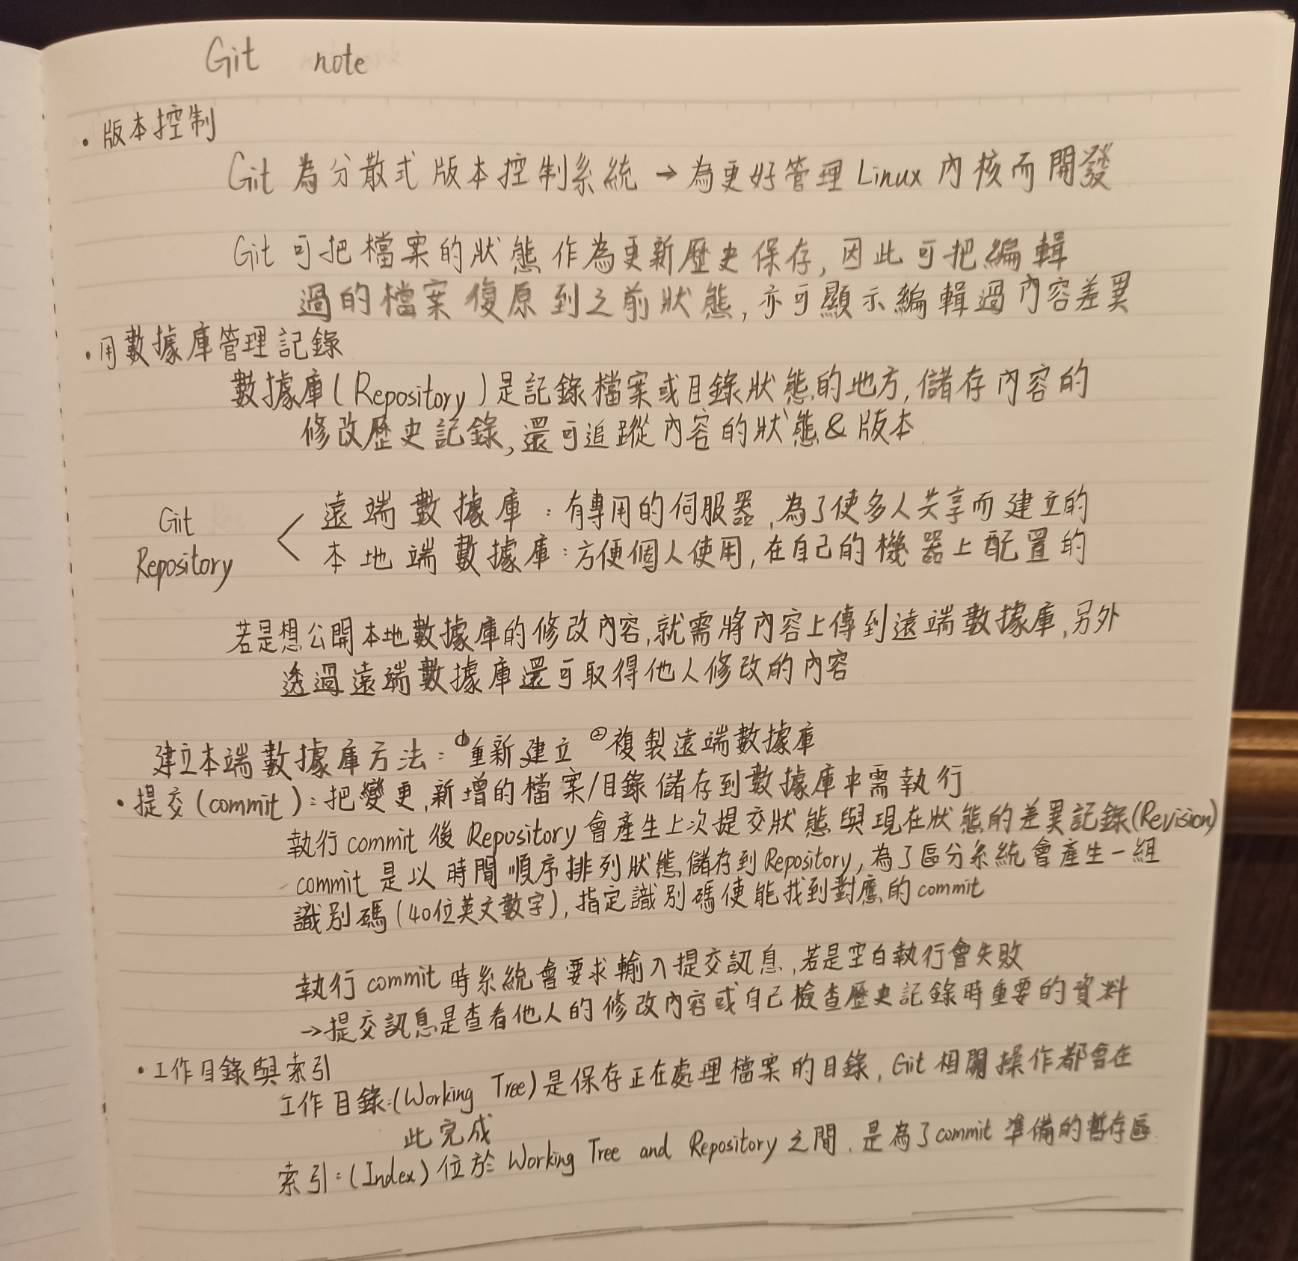 Git note
・版本控制
Git 為分散式版本控制系統 → 為更好管理 Linux 內核而開發
Git 可把檔案的狀態作為更新歷史保存, 因此可把編輯
過的檔案復原到之前狀態, 亦可顯示編輯過內容差異
・用數據庫管理記錄
數據庫 ( Repository ) 是記錄檔案或目錄狀態的地方, 儲存內容的
修改歷史記錄, 還可追蹤內容的狀態 & 版本
Git Repository < 遠端數據庫 : 有專用的伺服器, 為了使多人共享而建立的
本地端數據庫 : 方便個人使用, 在自己的機器上配置的
若是想公開本地數據庫的修改內容, 就需將內容上傳到遠端數據庫, 另外
透過遠端數據庫還可取得他人修改的內容
建立本端數據庫方法 : ①重新建立 ②複製遠端數據庫
・提交 (commit) : 把變更, 新增的檔案/目錄儲存到數據庫中需執行
執行 commit 後 Repository 會產生上次提交狀態與現在狀態的差異記錄(Revision)
commit 是以時間順序排列狀態, 儲存到 Repository, 為了區分系統會產生一組
識別碼 (40位英文數字), 指定識別碼使能找到對應的 commit
執行 commit 時系統會要求輸入提交訊息, 若是空白執行會失敗
→提交訊息是查看他人的修改內容或自己檢查歷史記錄時重要的資料
・工作目錄與索引
工作目錄:(Working Tree) 是保存正在處理檔案的目錄, Git 相關操作都會在
此完成
索引:(Index) 位於 Working Tree and Repository 之間, 是為了 commit 準備的暫存區